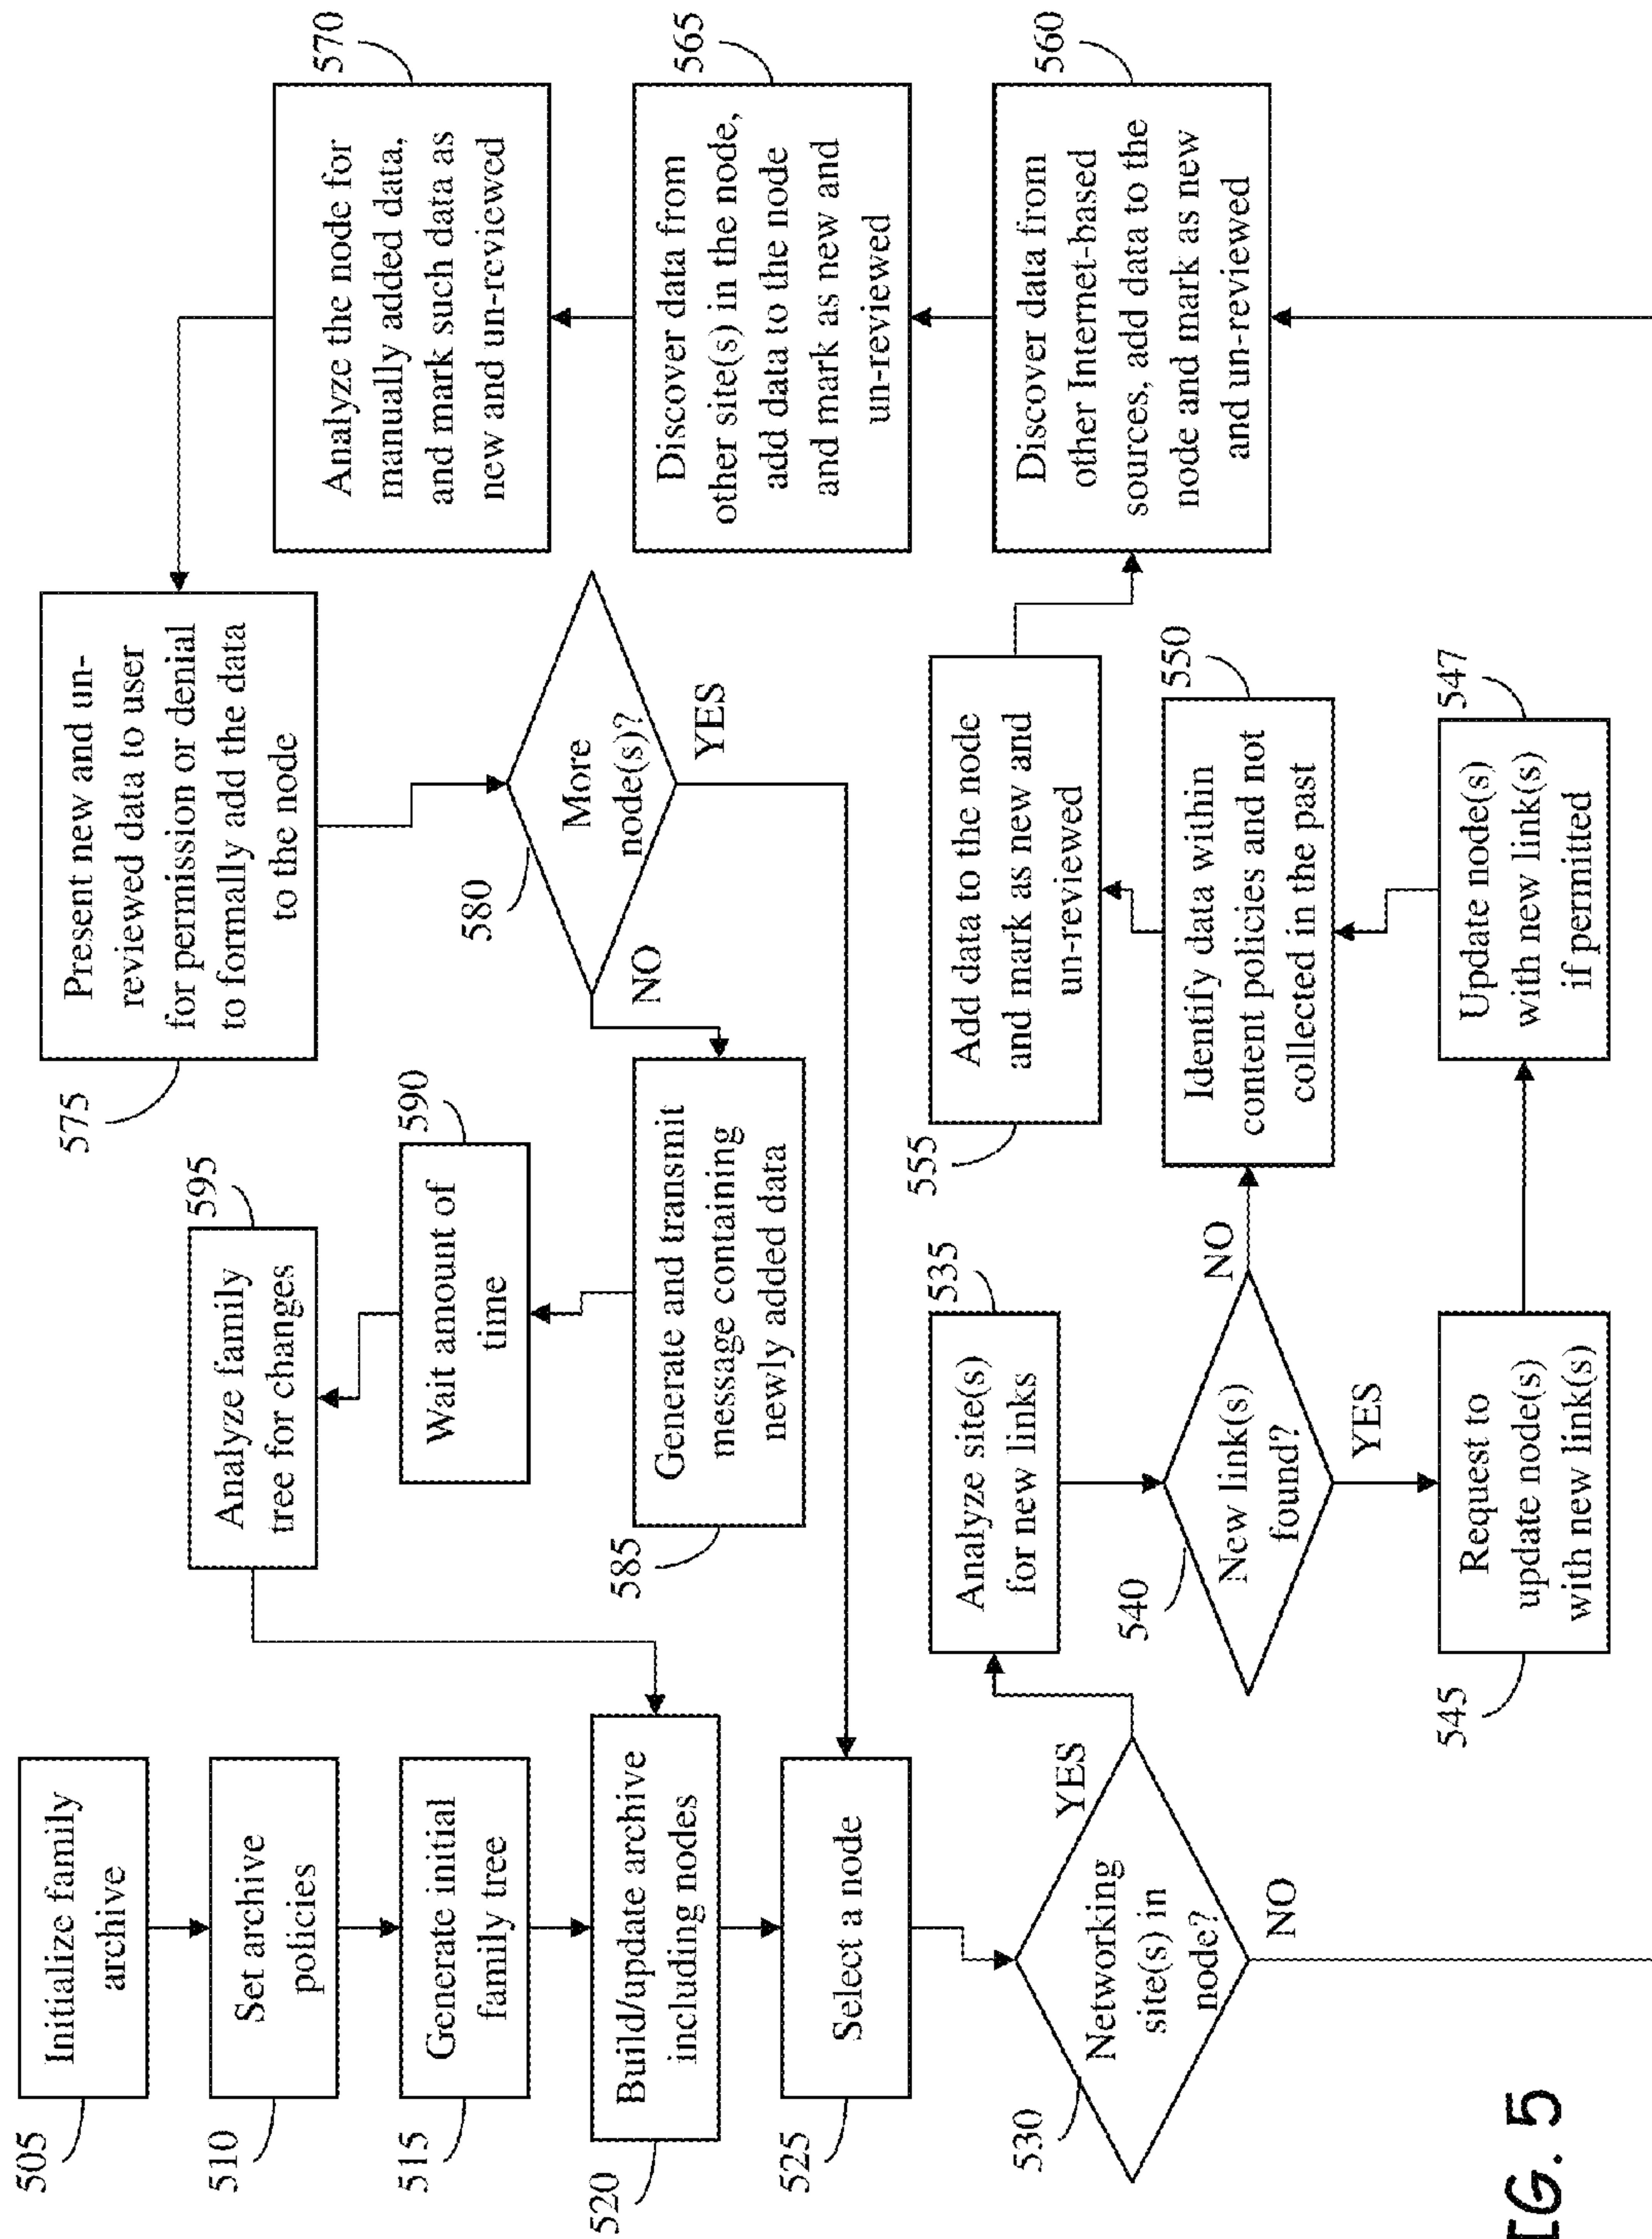 505
Initialize family
archive
510
Set archive
policies
515
Generate initial
family tree
520
Build/update archive
including nodes
525
Select a node
530
Networking
site(s) in
node?
YES
NO
535
Analyze site(s)
for new links
540
New link(s)
found?
NO
YES
545
Request to
update node(s)
with new link(s)
547
Update node(s)
with new link(s)
if permitted
550
Identify data within
content policies and not
collected in the past
555
Add data to the node
and mark as new and
un-reviewed
560
Discover data from
other Internet-based
sources, add data to the
node and mark as new
and un-reviewed
565
Discover data from
other site(s) in the node,
add data to the node
and mark as new and
un-reviewed
570
Analyze the node for
manually added data,
and mark such data as
new and un-reviewed
575
Present new and un-
reviewed data to user
for permission or denial
to formally add the data
to the node
580
More
node(s)?
YES
NO
585
Generate and transmit
message containing
newly added data
590
Wait amount of
time
595
Analyze family
tree for changes
IG. 5